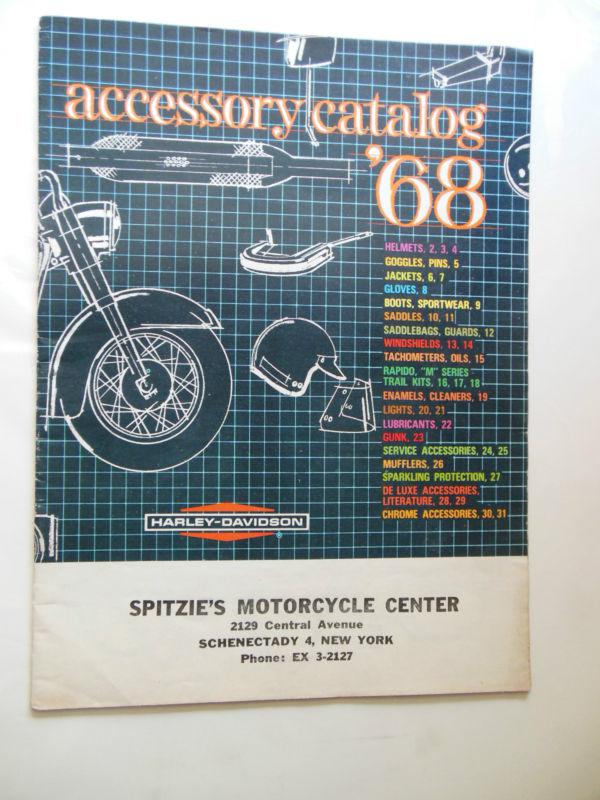 accessory catalog
'68
HELMETS, 2, 3, 4
GOGGLES, PINS, 5
JACKETS, 6, 7
GLOVES, 8
BOOTS, SPORTWEAR, 9
SADDLES, 10, 11
SADDLEBAGS, GUARDS, 12
WINDSHIELDS, 13, 14
TACHOMETERS, OILS, 15
RAPIDO, "M" SERIES
TRAIL KITS, 16, 17, 18
ENAMELS, CLEANERS, 19
LIGHTS, 20, 21
LUBRICANTS, 22
GUNK, 23
SERVICE ACCESSORIES, 24, 25
MUFFLERS, 26
SPARKLING PROTECTION, 27
DE LUXE ACCESSORIES,
LITERATURE, 28, 29
CHROME ACCESSORIES, 30, 31
HARLEY-DAVIDSON
SPITZIE'S MOTORCYCLE CENTER
2129 Central Avenue
SCHENECTADY 4, NEW YORK
Phone: EX 3-2127